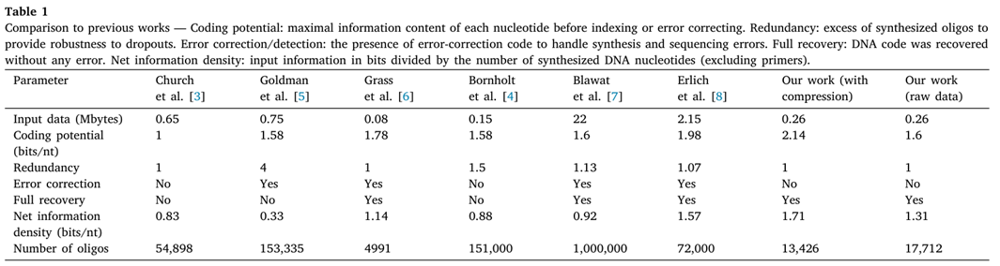 Table 1
Comparison to previous works — Coding potential: maximal information content of each nucleotide before indexing or error correcting. Redundancy: excess of synthesized oligos to
provide robustness to dropouts. Error correction/detection: the presence of error-correction code to handle synthesis and sequencing errors. Full recovery: DNA code was recovered
without any error. Net information density: input information in bits divided by the number of synthesized DNA nucleotides (excluding primers).
Parameter Church Goldman Grass Bornholt Blawat Erlich Our work (with Our work
et al. [3] et al. [5] et al. [6] et al. [4] et al. [7] et al. [8] compression) (raw data)
Input data (Mbytes) 0.65 0.75 0.08 0.15 22 2.15 0.26 0.26
Coding potential 1 1.58 1.78 1.58 1.6 1.98 2.14 1.6
(bits/nt)
Redundancy 1 4 1 1.5 1.13 1.07 1 1
Error correction No Yes Yes No Yes Yes No No
Full recovery No No Yes No Yes Yes Yes Yes
Net information 0.83 0.33 1.14 0.88 0.92 1.57 1.71 1.31
density (bits/nt)
Number of oligos 54,898 153,335 4991 151,000 1,000,000 72,000 13,426 17,712